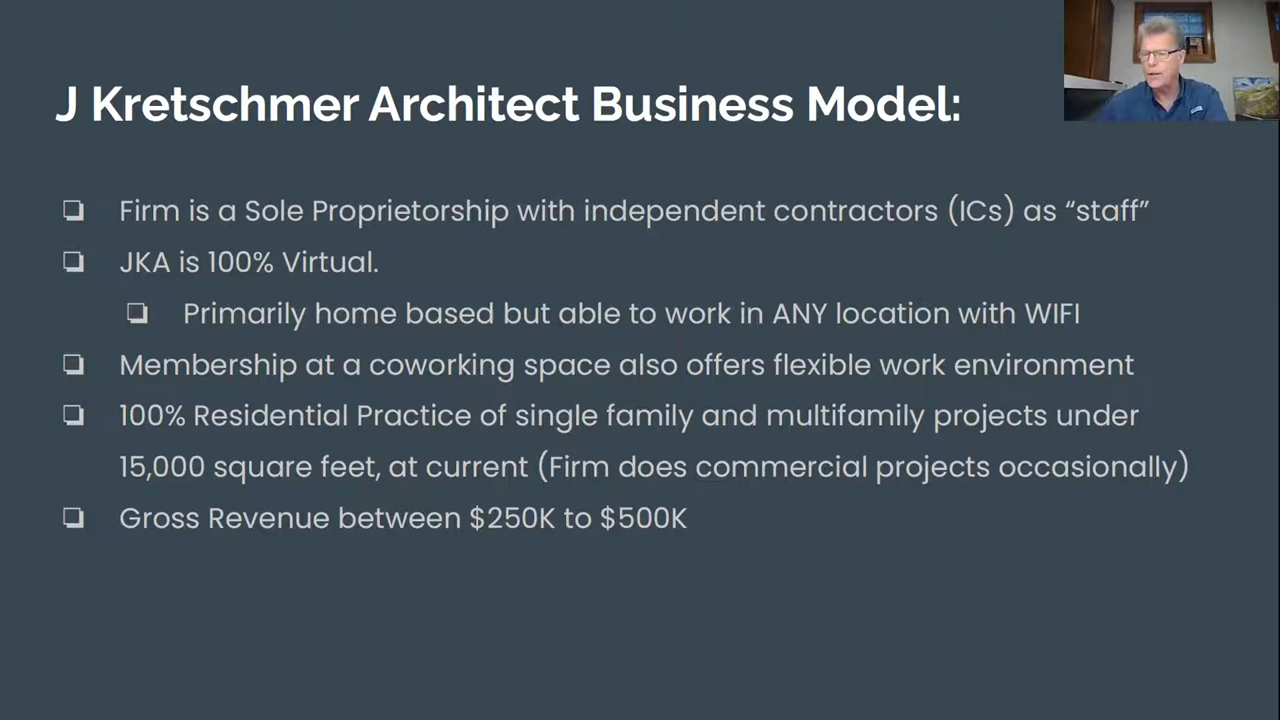 J Kretschmer Architect Business Model:
Firm is a Sole Proprietorship with independent contractors (ICs) as “staff”
JKA is 100% Virtual.
Primarily home based but able to work in ANY location with WIFI
Membership at a coworking space also offers flexible work environment
100% Residential Practice of single family and multifamily projects under
15,000 square feet, at current (Firm does commercial projects occasionally)
Gross Revenue between $250K to $500K